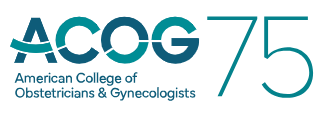 ACOG 75
American College of
Obstetricians & Gynecologists